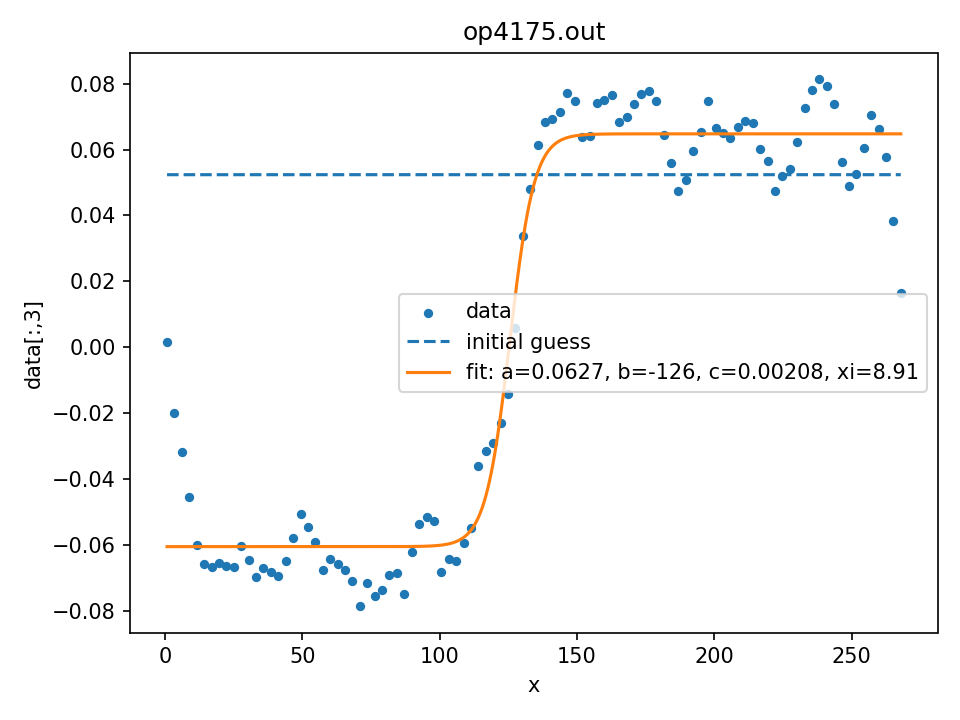 op4175.out
0.08
0.06
0.04
0.02
0.00
−0.02
−0.04
−0.06
−0.08
data[:,3]
data
initial guess
fit: a=0.0627, b=-126, c=0.00208, xi=8.91
0 50 100 150 200 250
x